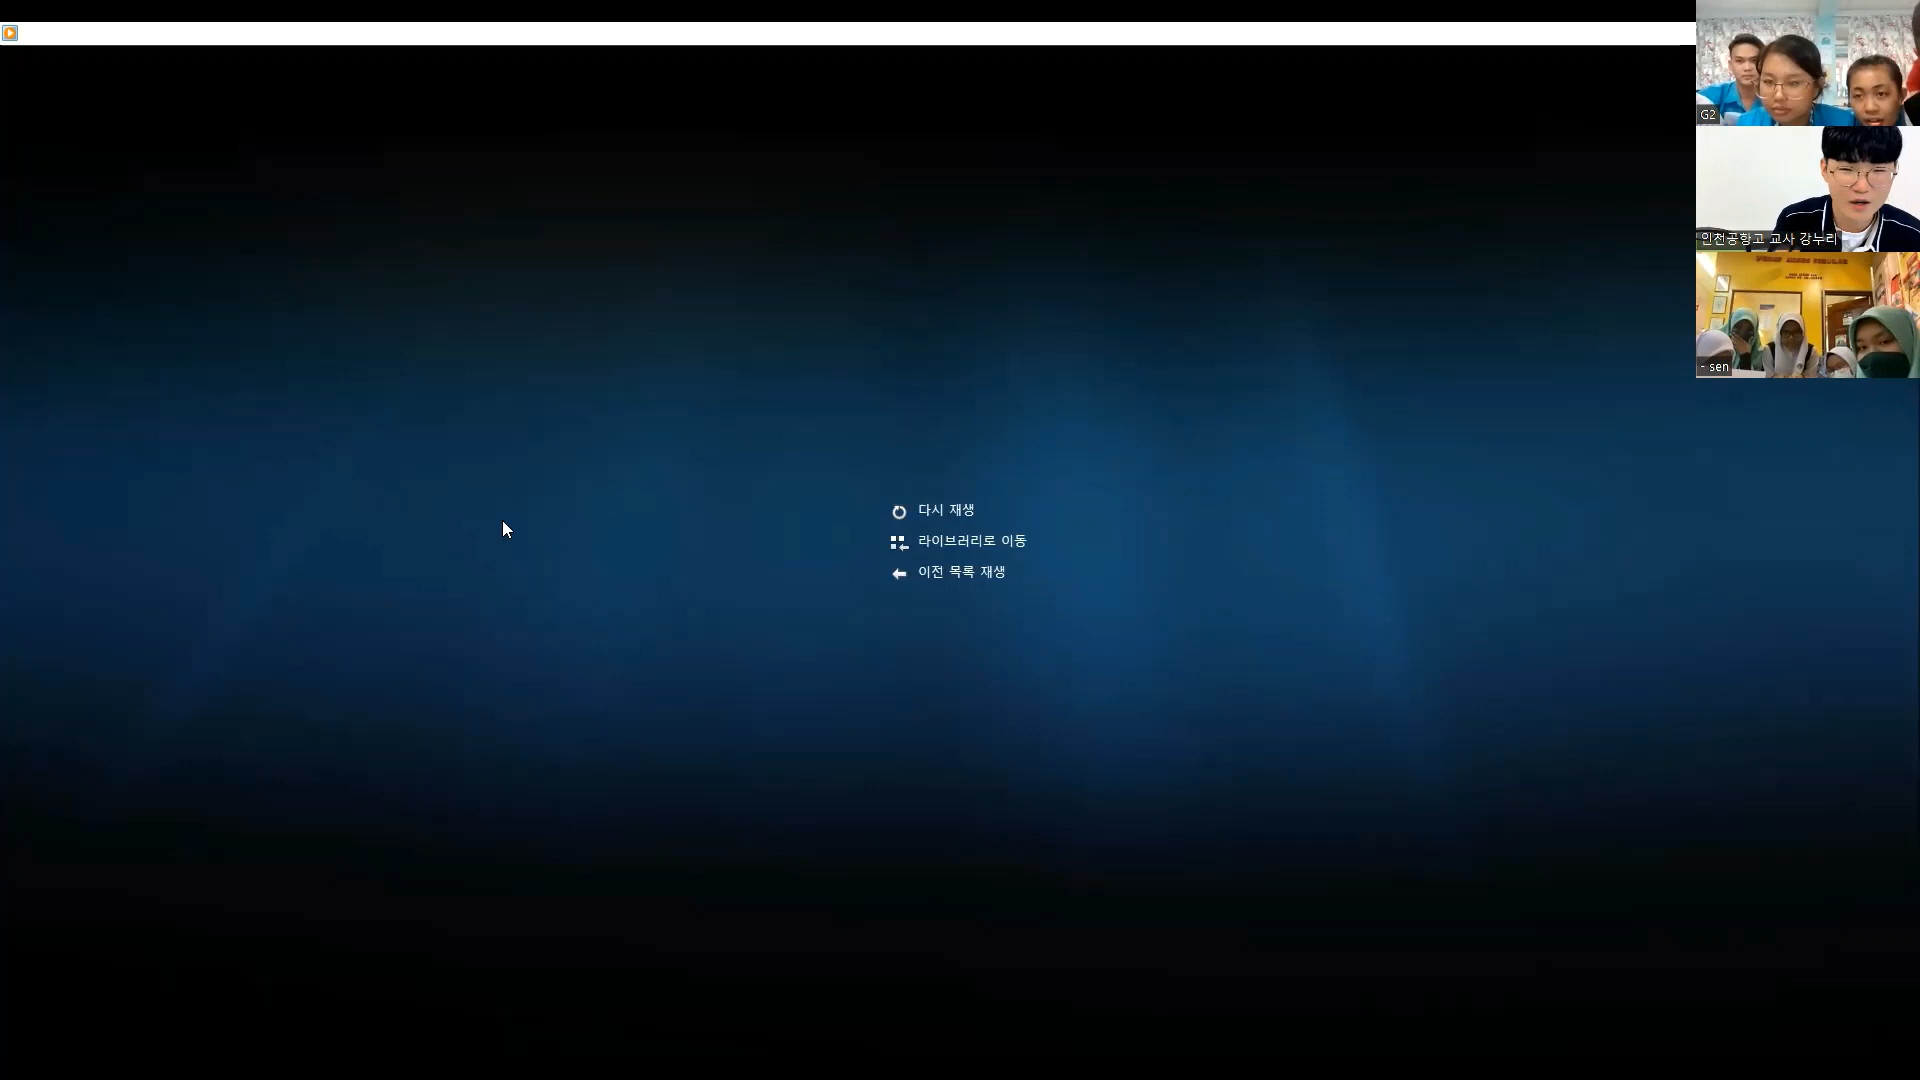 G2
인천공항고 교사 강누리
- sen
다시 재생
라이브러리로 이동
이전 목록 재생